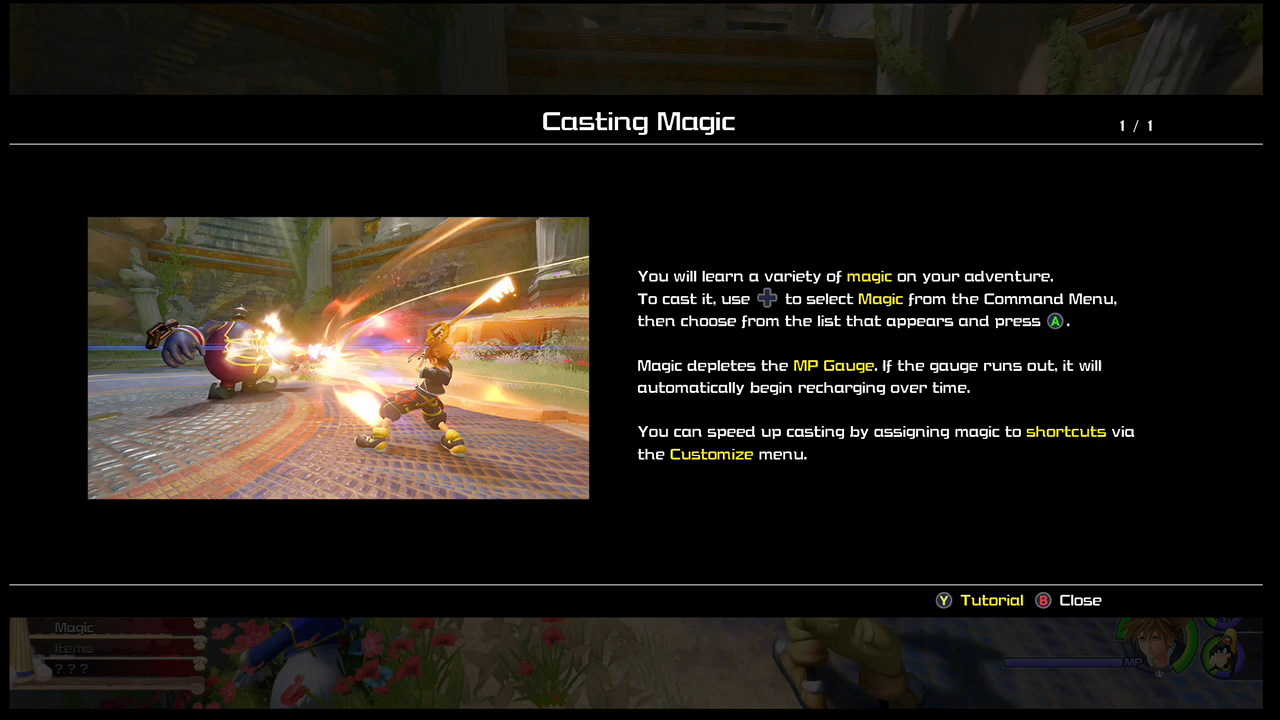 Casting Magic
1 / 1
You will learn a variety of magic on your adventure.
To cast it, use to select Magic from the Command Menu,
then choose from the list that appears and press A.
Magic depletes the MP Gauge. If the gauge runs out, it will
automatically begin recharging over time.
You can speed up casting by assigning magic to shortcuts via
the Customize menu.
Y Tutorial B Close
Magic
Items
? ? ?
MP